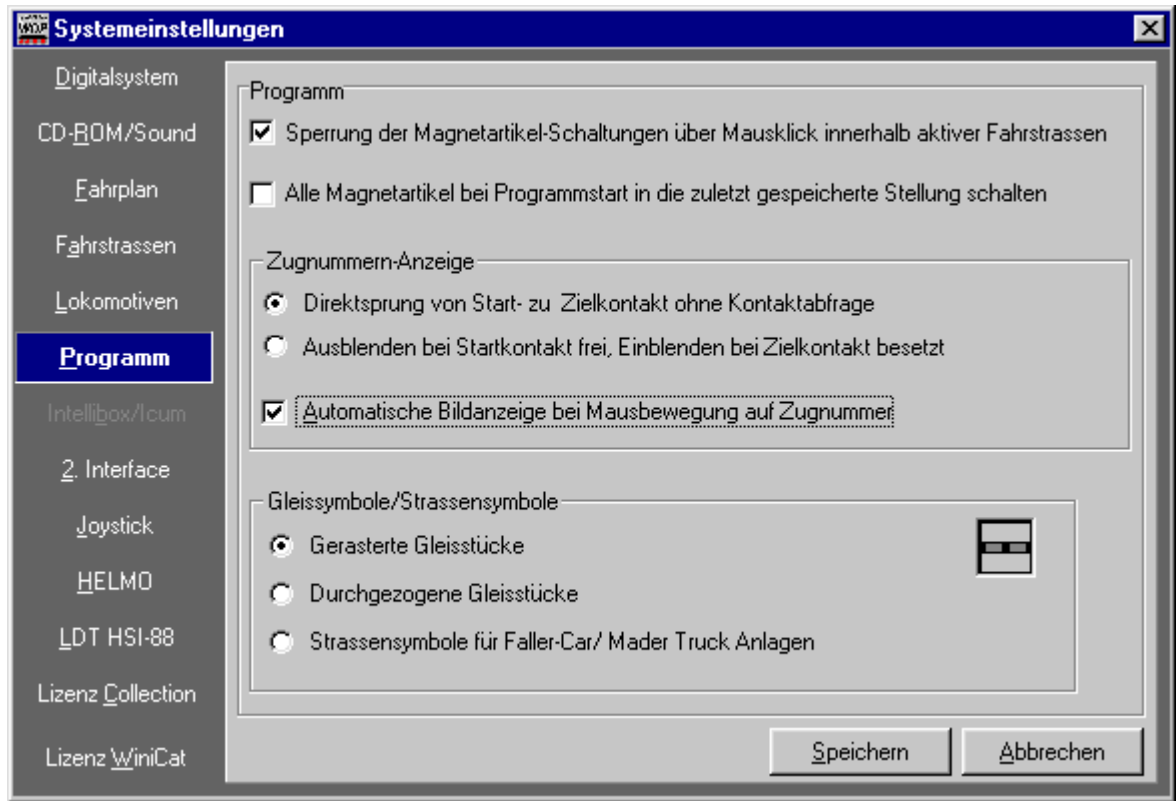 Systemeinstellungen
Digitalsystem
CD-ROM/Sound
Fahrplan
Fahrstrassen
Lokomotiven
Programm
Intellibox/Icum
2. Interface
Joystick
HELMO
LDT HSI-88
Lizenz Collection
Lizenz WiniCat
Programm
Sperrung der Magnetartikel-Schaltungen über Mausklick innerhalb aktiver Fahrstrassen
Alle Magnetartikel bei Programmstart in die zuletzt gespeicherte Stellung schalten
Zugnummern-Anzeige
Direktsprung von Start- zu Zielkontakt ohne Kontaktabfrage
Ausblenden bei Startkontakt frei, Einblenden bei Zielkontakt besetzt
Automatische Bildanzeige bei Mausbewegung auf Zugnummer
Gleissymbole/Strassensymbole
Gerasterte Gleisstücke
Durchgezogene Gleisstücke
Strassensymbole für Faller-Car/ Mader Truck Anlagen
Speichern
Abbrechen